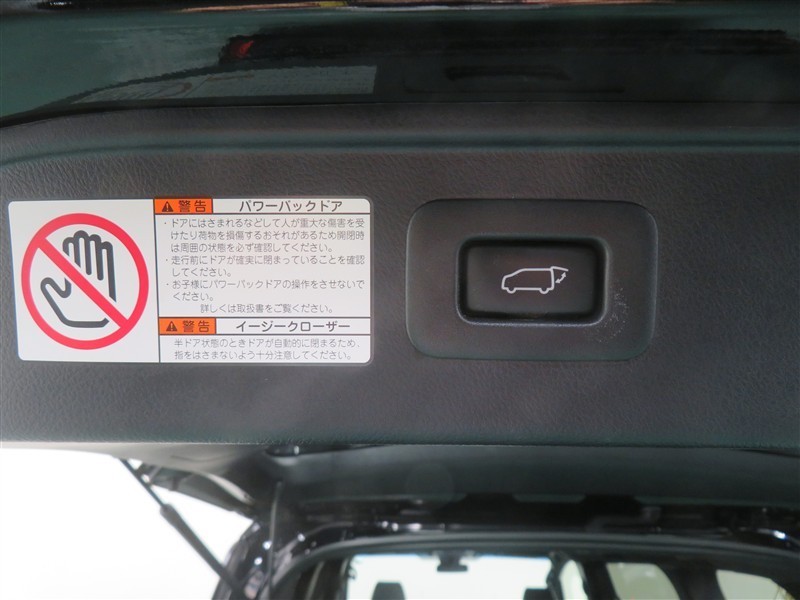 警告 パワーバックドア
・ドアにはさまれるなどして人が重大な傷害を受
けたり荷物を損傷するおそれがあるため開閉時
は周囲の状態を必ず確認してください。
・走行前にドアが確実に閉まっていることを確認
してください。
・お子様にパワーバックドアの操作をさせないで
ください。
詳しくは取扱書をご覧ください。
警告 イージークローザー
半ドア状態のときドアが自動的に閉まるため、
指をはさまないよう十分注意してください。